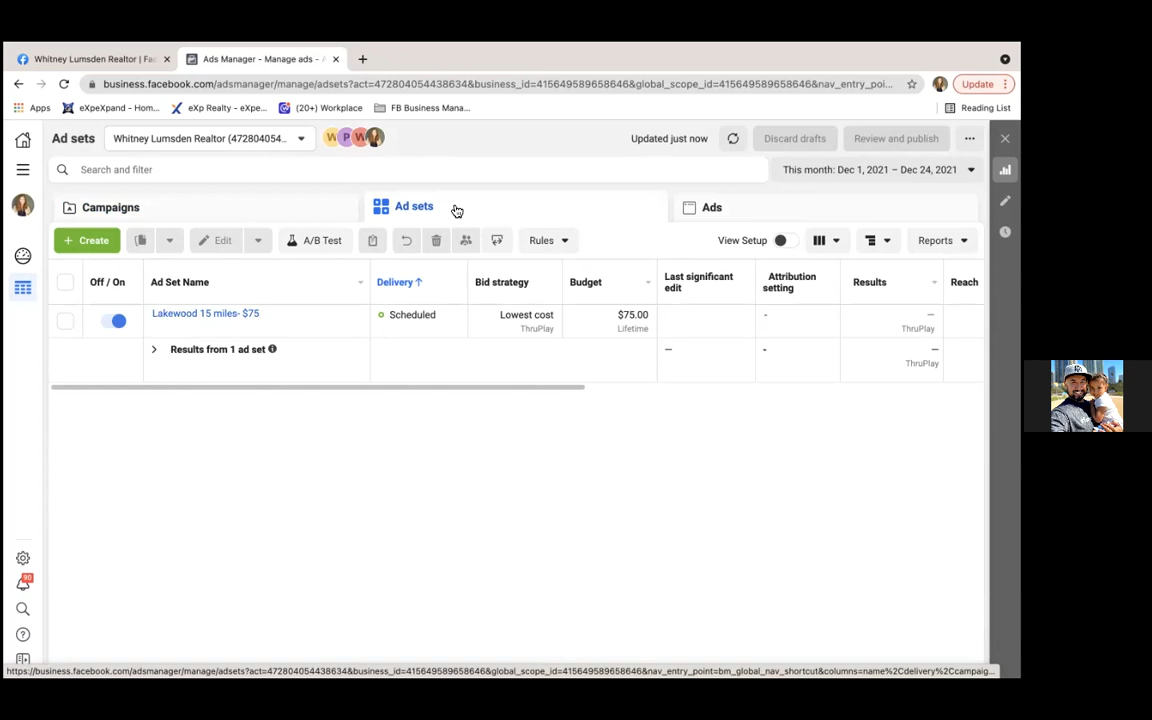 Whitney Lumsden Realtor | Fac
Ads Manager - Manage ads -
business.facebook.com/adsmanager/manage/adsets?act=472804054438634&business_id=415649589658646&global_scope_id=415649589658646&nav_entry_poi...
Update
Apps
eXpeXpand - Hom...
eXp Realty - eXpe...
(20+) Workplace
FB Business Mana...
Reading List
Ad sets
Whitney Lumsden Realtor (472804054...
W P W
Updated just now
Discard drafts
Review and publish
Search and filter
This month: Dec 1, 2021 – Dec 24, 2021
Campaigns
Ad sets
Ads
+ Create
Edit
A/B Test
Rules
View Setup
Reports
Off / On
Ad Set Name
Delivery ↑
Bid strategy
Budget
Last significant edit
Attribution setting
Results
Reach
Lakewood 15 miles- $75
Scheduled
Lowest cost
ThruPlay
$75.00
Lifetime
-
—
ThruPlay
Results from 1 ad set
—
-
—
ThruPlay
90
https://business.facebook.com/adsmanager/manage/adsets?act=472804054438634&business_id=415649589658646&global_scope_id=415649589658646&nav_entry_point=bm_global_nav_shortcut&columns=name%2Cdelivery%2Ccampaig...